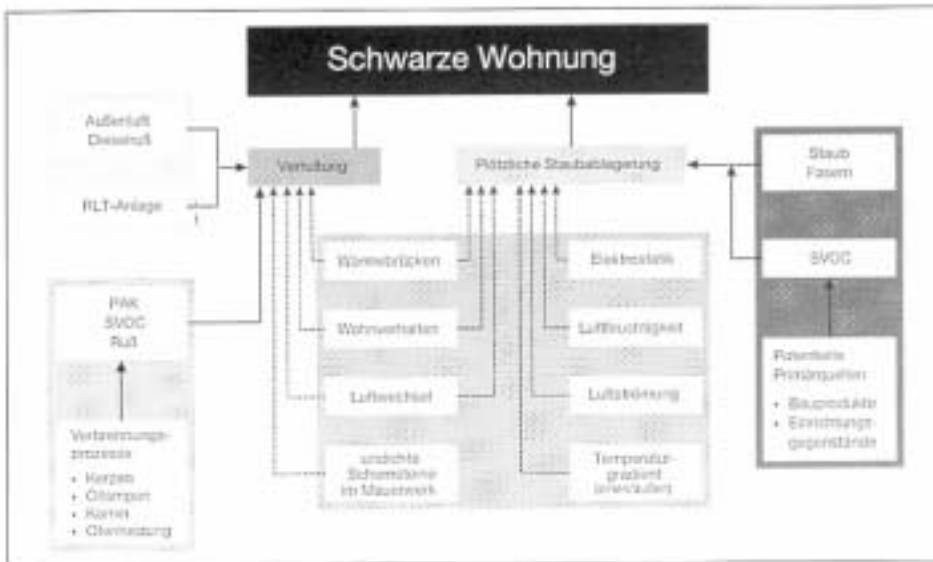 Schwarze Wohnung
Außenluft
Dieselruß
RLT-Anlage
Verrußung
Plötzliche Staubablagerung
Staub
Fasern
SVOC
Potentielle
Primärquellen
• Bauprodukte
• Einrichtungs-
gegenstände
PAK
SVOC
Ruß
Verbrennungs-
prozesse
• Kerzen
• Öllampen
• Kamin
• Ölheizung
Wärmebrücken
Wohnverhalten
Luftwechsel
undichte
Schornsteine
im Mauerwerk
Elektrostatik
Luftfeuchtigkeit
Luftströmung
Temperatur-
gradient
(innen/außen)